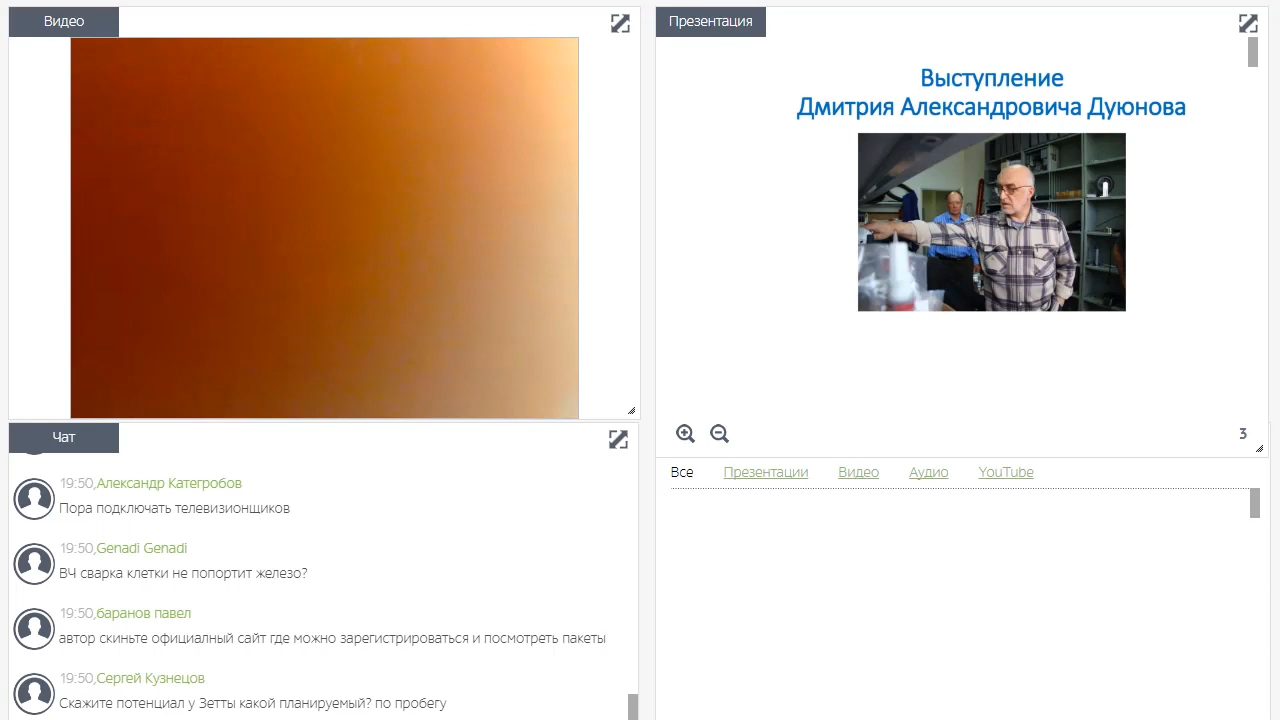 Видео
Презентация
Выступление
Дмитрия Александровича Дуюнова
3
Чат
19:50,Александр Категробов
Пора подключать телевизионщиков
19:50,Genadi Genadi
ВЧ сварка клетки не попортит железо?
19:50,баранов павел
автор скиньте официалный сайт где можно зарегистрироваться и посмотреть пакеты
19:50,Сергей Кузнецов
Скажите потенциал у Зетты какой планируемый? по пробегу
Все Презентации Видео Аудио YouTube